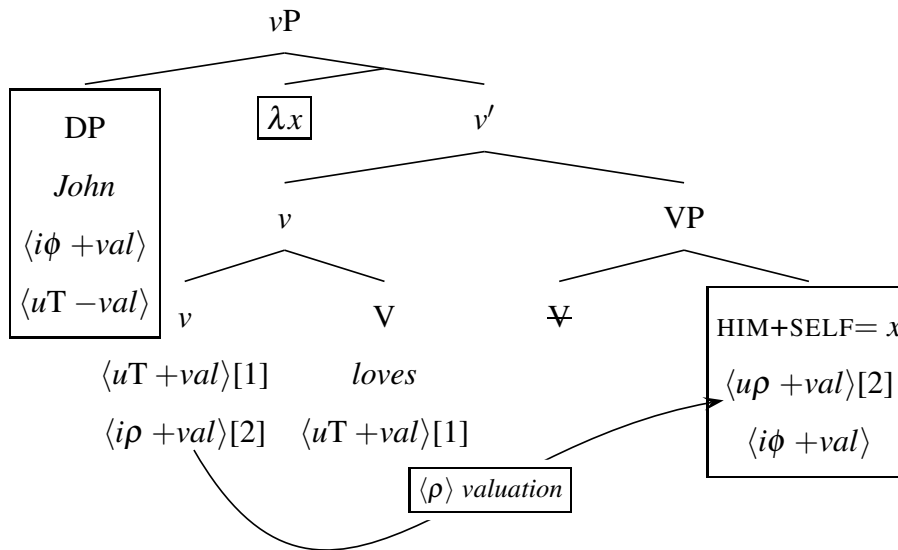 vP
DP λx v′
John
⟨iϕ +val⟩ v VP
⟨uT −val⟩ v V V HIM+SELF= x
⟨uT +val⟩[1] loves ⟨uρ +val⟩[2]
⟨iρ +val⟩[2] ⟨uT +val⟩[1] ⟨iϕ +val⟩
⟨ρ⟩ valuation